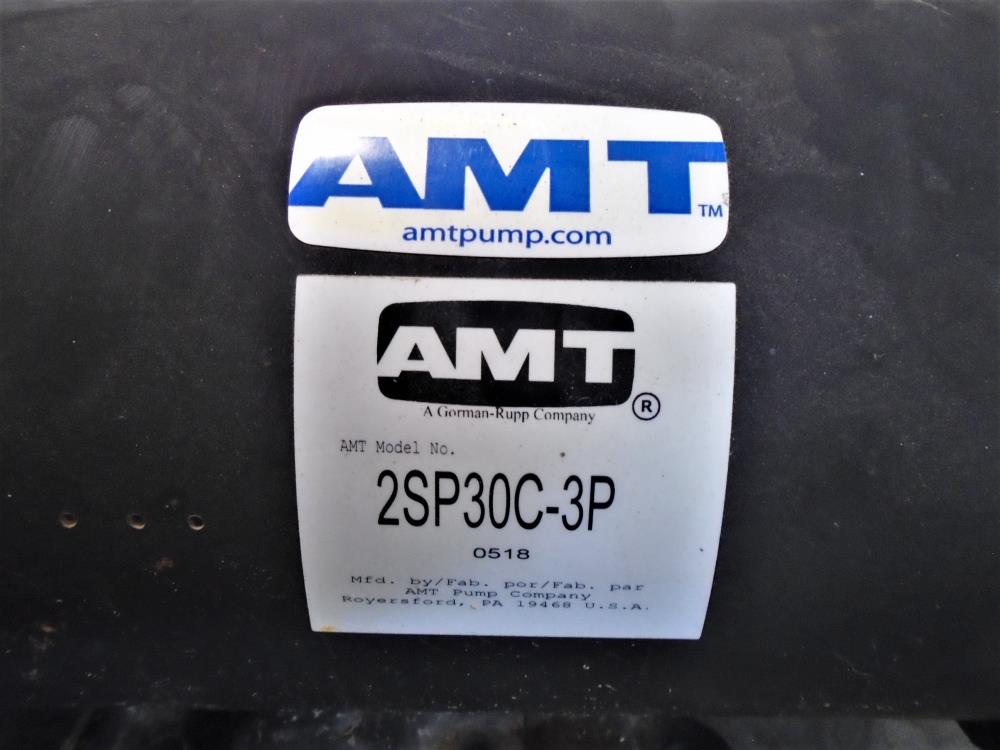 AMT
TM
amtpump.com
AMT
A Gorman-Rupp Company
®
AMT Model No.
2SP30C-3P
0518
Mfd. by/Fab. por/Fab. par
AMT Pump Company
Royersford, PA 19468 U.S.A.